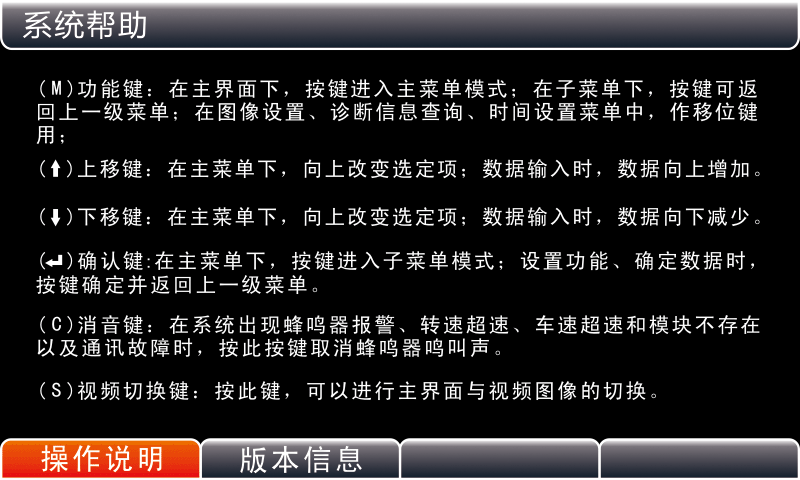 系统帮助
(M)功能键：在主界面下，按键进入主菜单模式；在子菜单下，按键可返
回上一级菜单；在图像设置、诊断信息查询、时间设置菜单中，作移位键
用；
(⬆)上移键：在主菜单下，向上改变选定项；数据输入时，数据向上增加。
(⬇)下移键：在主菜单下，向上改变选定项；数据输入时，数据向下减少。
(↵)确认键:在主菜单下，按键进入子菜单模式；设置功能、确定数据时，
按键确定并返回上一级菜单。
(C)消音键：在系统出现蜂鸣器报警、转速超速、车速超速和模块不存在
以及通讯故障时，按此按键取消蜂鸣器鸣叫声。
(S)视频切换键：按此键，可以进行主界面与视频图像的切换。
操作说明 版本信息